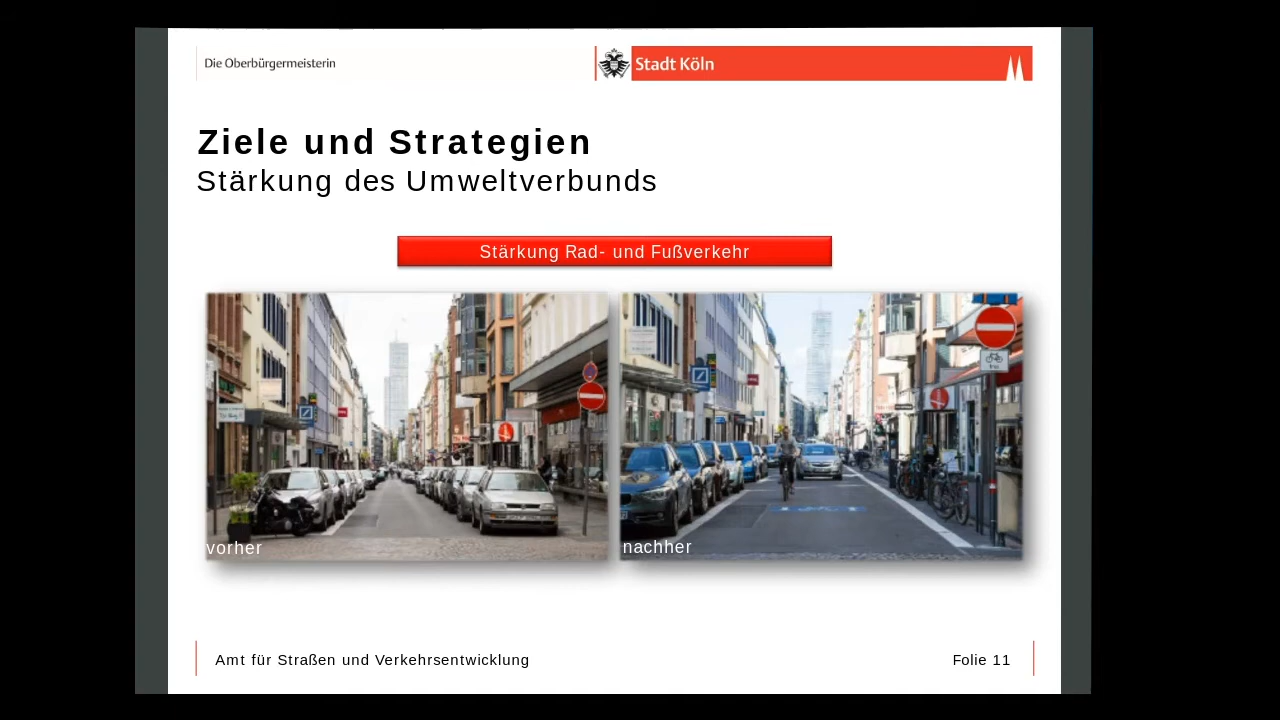 Die Oberbürgermeisterin
Stadt Köln
Ziele und Strategien
Stärkung des Umweltverbunds
Stärkung Rad- und Fußverkehr
vorher
nachher
Amt für Straßen und Verkehrsentwicklung
Folie 11